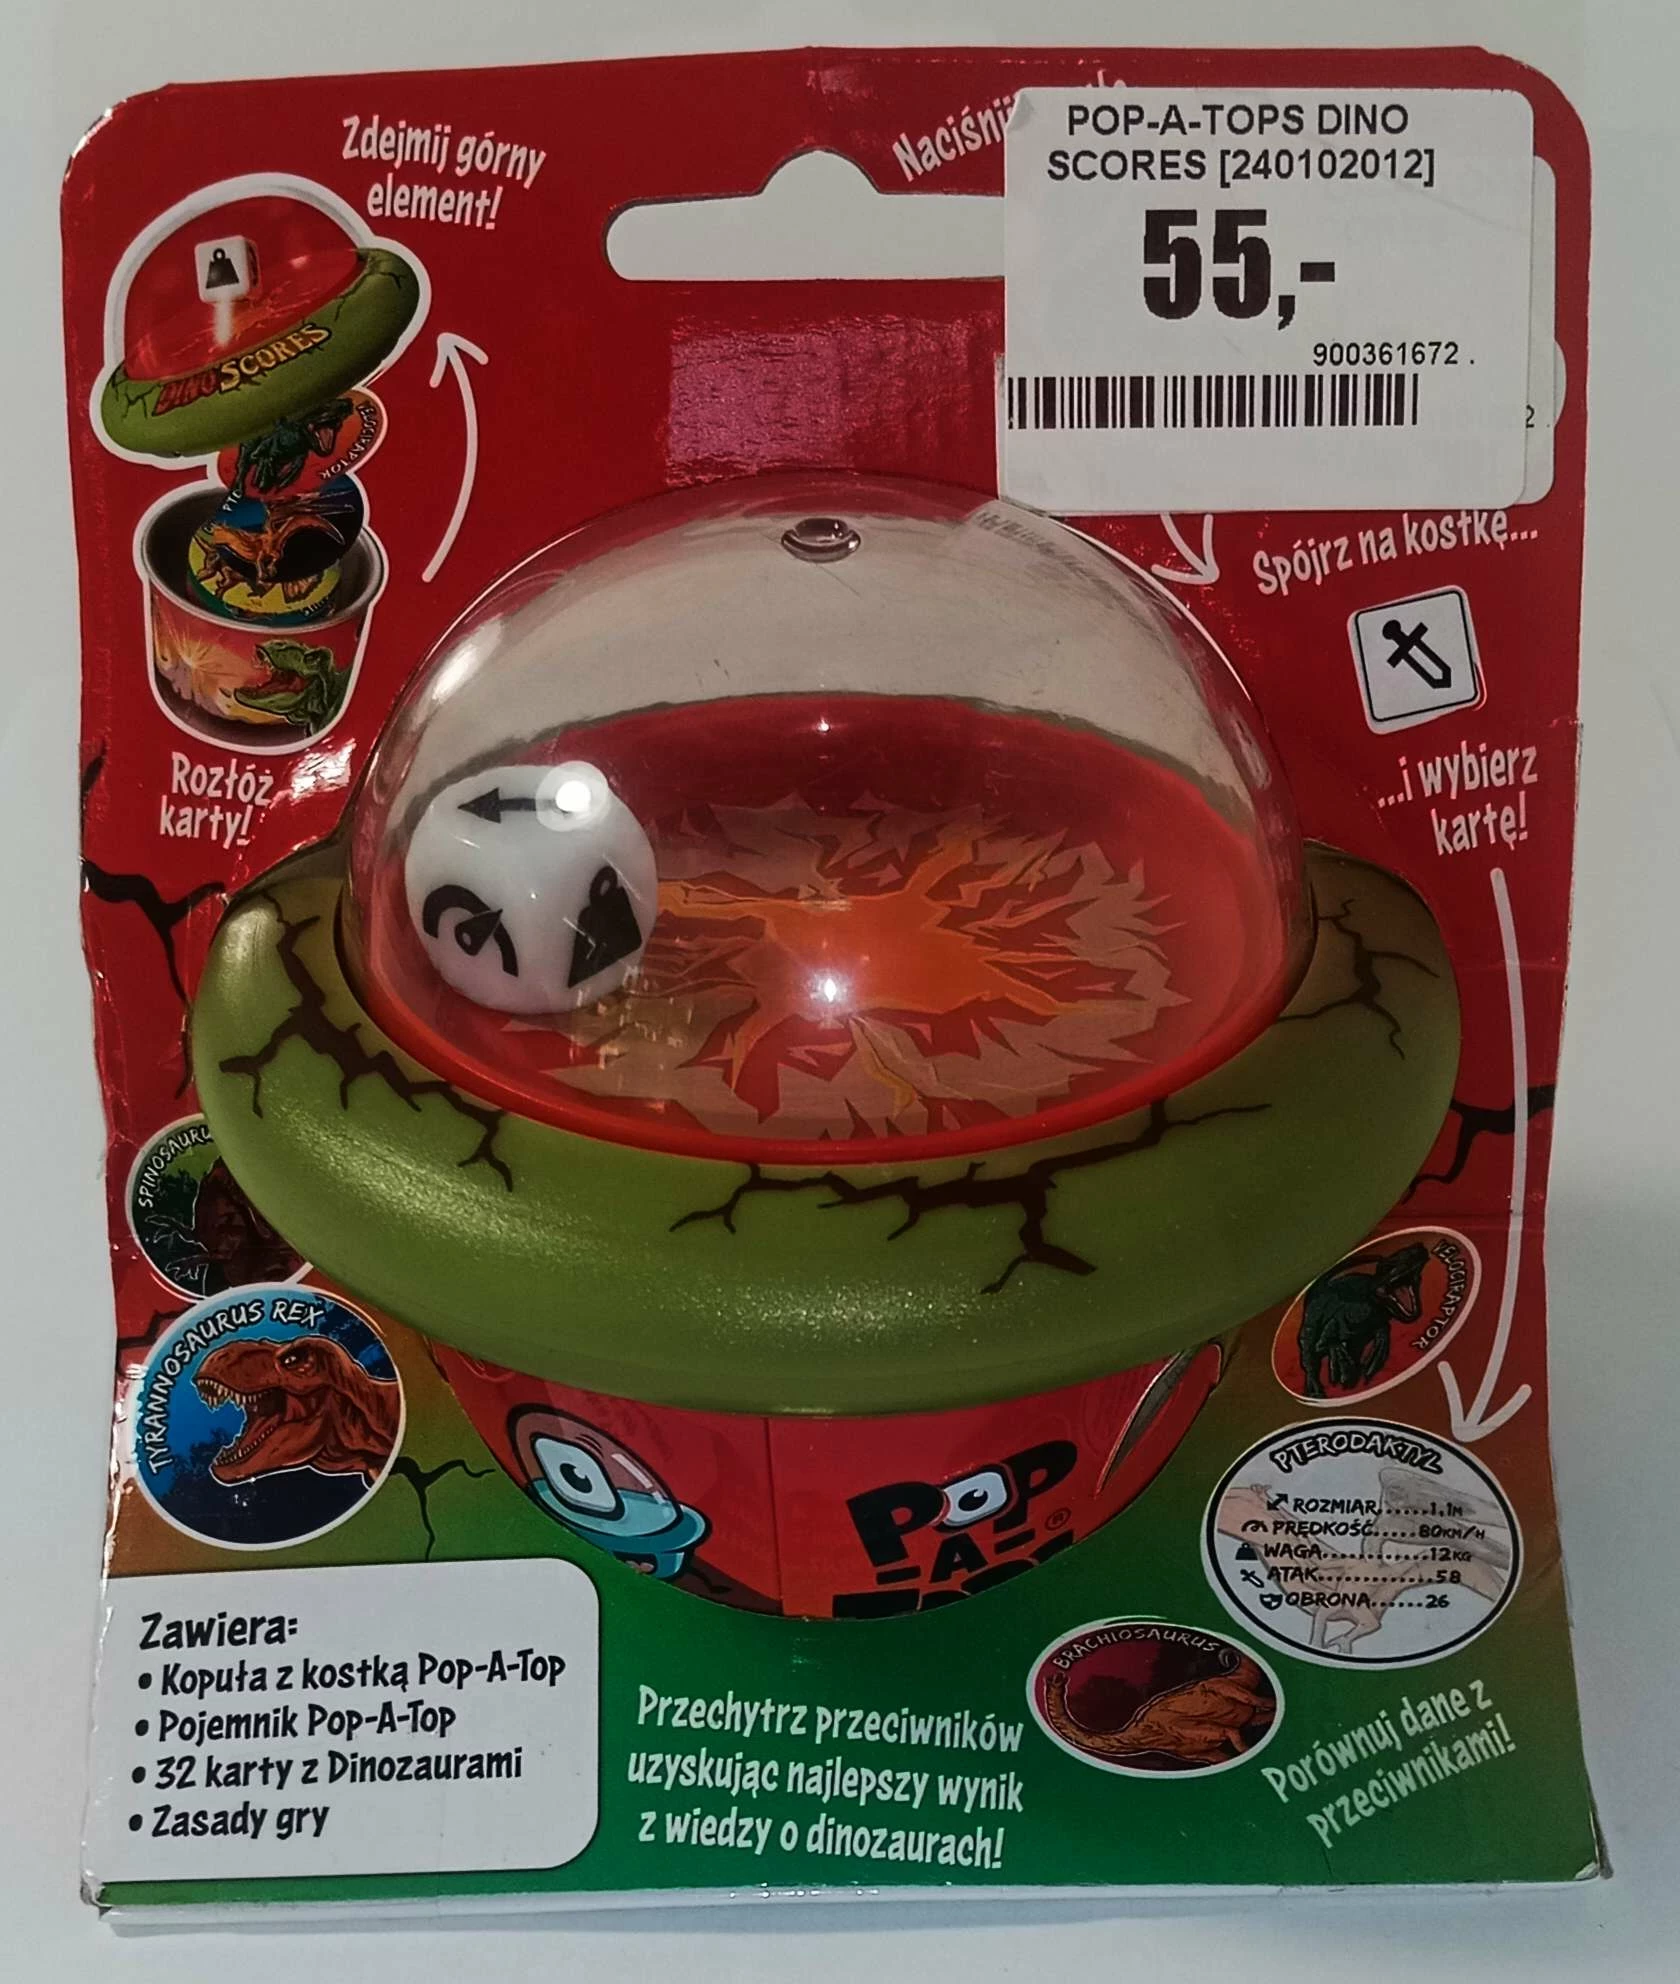 Zdejmij górny
element!
POP-A-TOPS DINO
SCORES [240102012]
55,-
900361672 .
DINO SCORES
Spójrz na kostkę...
...i wybierz
kartę!
Rozłóż
karty!
TYRANNOSAURUS REX
VELOCIRAPTOR
PTERODAKTYL
ROZMIAR......1,1M
PRĘDKOŚĆ.....80KM/H
WAGA............12KG
ATAK.............58
OBRONA......26
POP
-A-
BRACHIOSAURUS
Zawiera:
• Kopuła z kostką Pop-A-Top
• Pojemnik Pop-A-Top
• 32 karty z Dinozaurami
• Zasady gry
Przechytrz przeciwników
uzyskując najlepszy wynik
z wiedzy o dinozaurach!
Porównuj dane z
przeciwnikami!